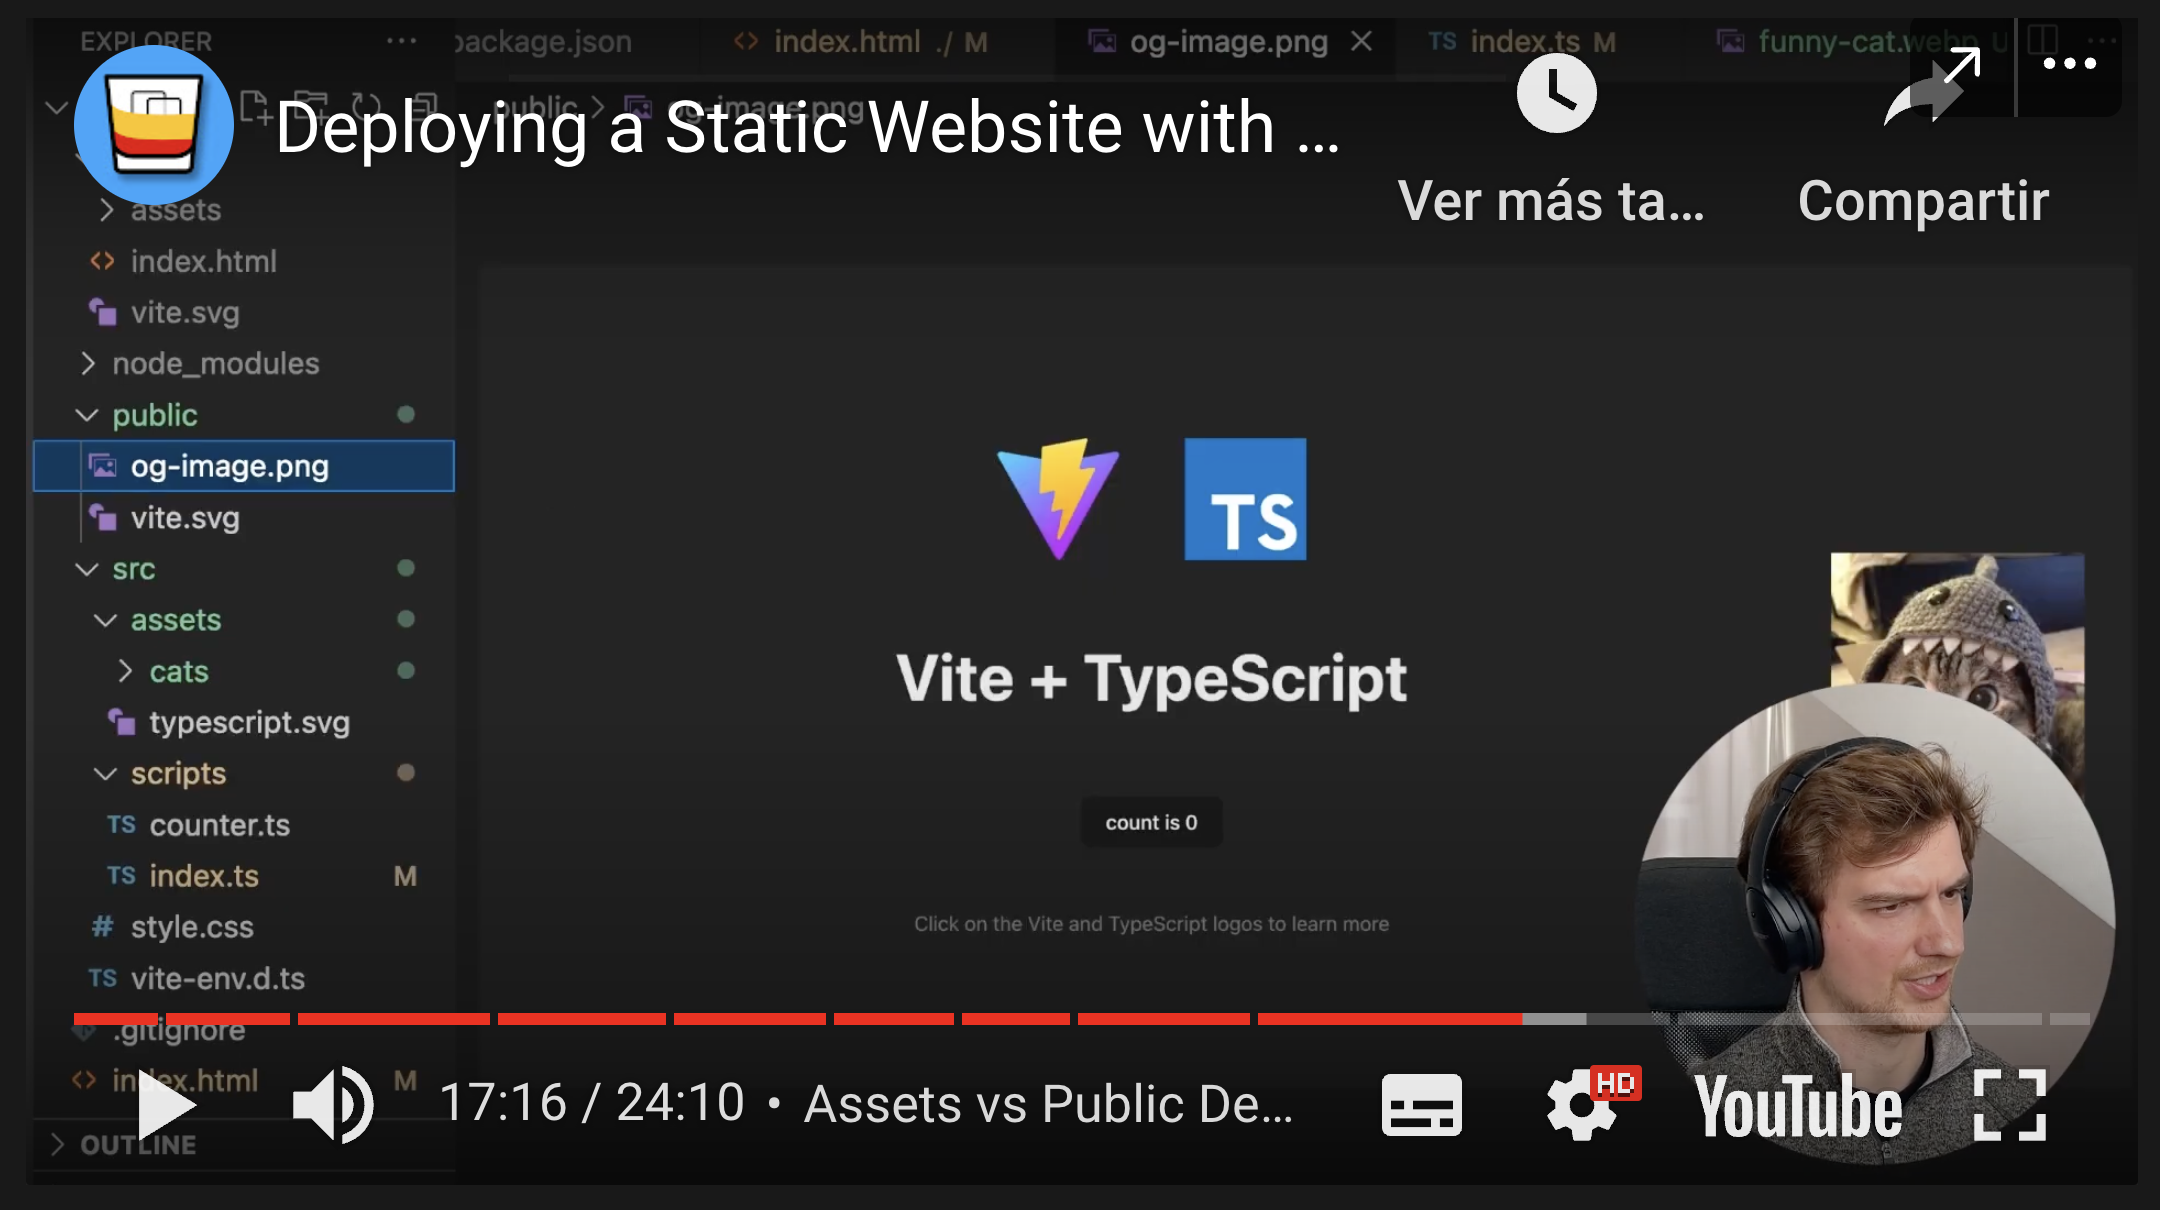 EXPLORER
package.json
index.html ./ M
og-image.png
TS index.ts M
funny-cat.webp U
public > og-image.png
Deploying a Static Website with ...
Ver más ta...
Compartir
assets
index.html
vite.svg
node_modules
public
og-image.png
vite.svg
src
assets
cats
typescript.svg
scripts
TS counter.ts
TS index.ts M
# style.css
TS vite-env.d.ts
.gitignore
index.html M
OUTLINE
TS
Vite + TypeScript
count is 0
Click on the Vite and TypeScript logos to learn more
17:16 / 24:10 • Assets vs Public De...
HD
YouTube